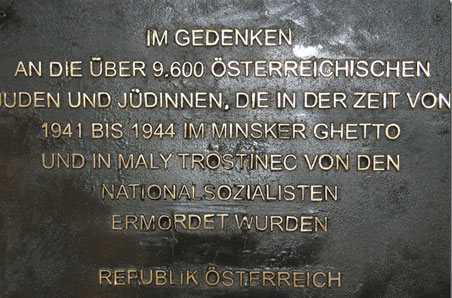 IM GEDENKEN
AN DIE ÜBER 9.600 ÖSTERREICHISCHEN
JUDEN UND JÜDINNEN, DIE IN DER ZEIT VON
1941 BIS 1944 IM MINSKER GHETTO
UND IN MALY TROSTINEC VON DEN
NATIONALSOZIALISTEN
ERMORDET WURDEN
REPUBLIK ÖSTERREICH